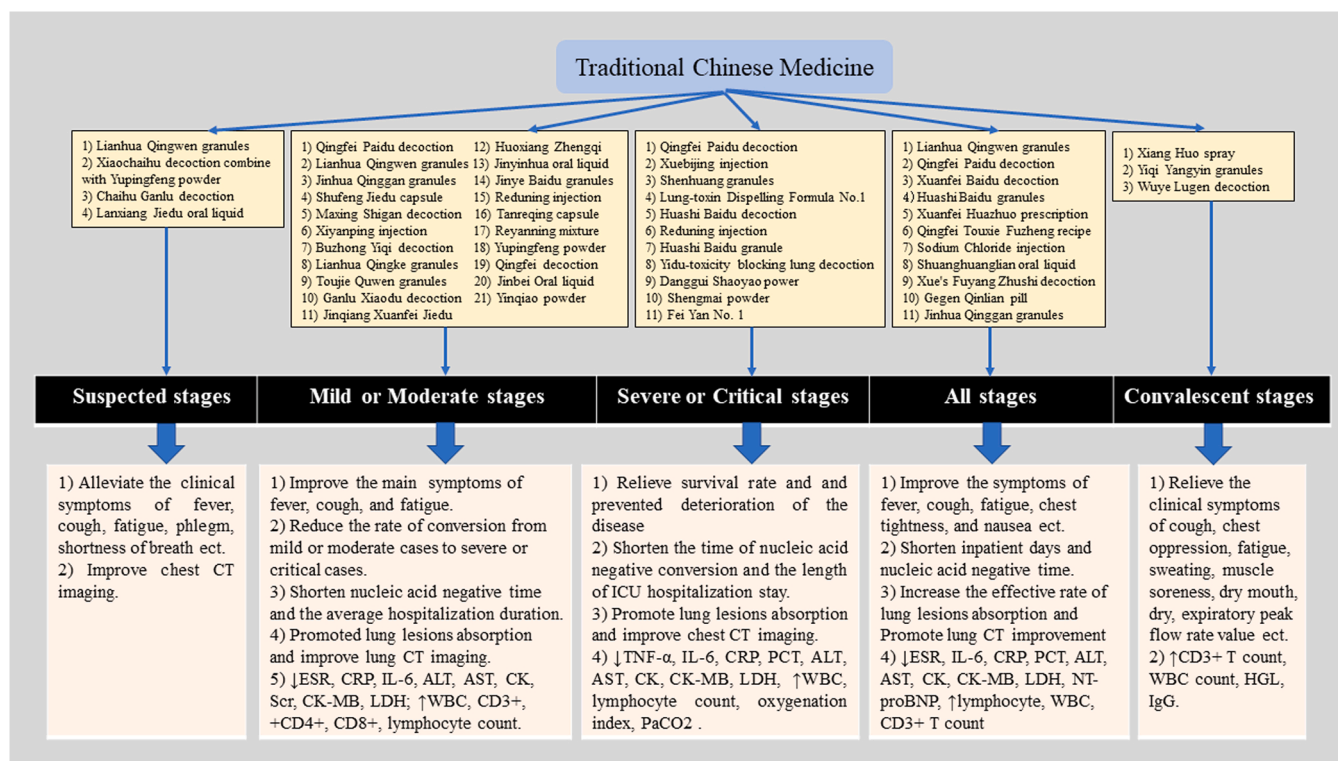 Traditional Chinese Medicine
1) Lianhua Qingwen granules
2) Xiaochaihu decoction combine
with Yupingfeng powder
3) Chaihu Ganlu decoction
4) Lanxiang Jiedu oral liquid
1) Qingfei Paidu decoction
2) Lianhua Qingwen granules
3) Jinhua Qinggan granules
4) Shufeng Jiedu capsule
5) Maxing Shigan decoction
6) Xiyanping injection
7) Buzhong Yiqi decoction
8) Lianhua Qingke granules
9) Toujie Quwen granules
10) Ganlu Xiaodu decoction
11) Jinqiang Xuanfei Jiedu
12) Huoxiang Zhengqi
13) Jinyinhua oral liquid
14) Jinye Baidu granules
15) Reduning injection
16) Tanreqing capsule
17) Reyanning mixture
18) Yupingfeng powder
19) Qingfei decoction
20) Jinbei Oral liquid
21) Yinqiao powder
1) Qingfei Paidu decoction
2) Xuebijing injection
3) Shenhuang granules
4) Lung-toxin Dispelling Formula No.1
5) Huashi Baidu decoction
6) Reduning injection
7) Huashi Baidu granule
8) Yidu-toxicity blocking lung decoction
9) Danggui Shaoyao power
10) Shengmai powder
11) Fei Yan No. 1
1) Lianhua Qingwen granules
2) Qingfei Paidu decoction
3) Xuanfei Baidu decoction
4) Huashi Baidu granules
5) Xuanfei Huazhuo prescription
6) Qingfei Touxie Fuzheng recipe
7) Sodium Chloride injection
8) Shuanghuanglian oral liquid
9) Xue's Fuyang Zhushi decoction
10) Gegen Qinlian pill
11) Jinhua Qinggan granules
1) Xiang Huo spray
2) Yiqi Yangyin granules
3) Wuye Lugen decoction
Suspected stages
Mild or Moderate stages
Severe or Critical stages
All stages
Convalescent stages
1) Alleviate the clinical
symptoms of fever,
cough, fatigue, phlegm,
shortness of breath ect.
2) Improve chest CT
imaging.
1) Improve the main symptoms of
fever, cough, and fatigue.
2) Reduce the rate of conversion from
mild or moderate cases to severe or
critical cases.
3) Shorten nucleic acid negative time
and the average hospitalization duration.
4) Promoted lung lesions absorption
and improve lung CT imaging.
5) ↓ESR, CRP, IL-6, ALT, AST, CK,
Scr, CK-MB, LDH; ↑WBC, CD3+,
+CD4+, CD8+, lymphocyte count.
1) Relieve survival rate and and
prevented deterioration of the
disease
2) Shorten the time of nucleic acid
negative conversion and the length of
ICU hospitalization stay.
3) Promote lung lesions absorption
and improve chest CT imaging.
4) ↓TNF-α, IL-6, CRP, PCT, ALT,
AST, CK, CK-MB, LDH, ↑WBC,
lymphocyte count, oxygenation
index, PaCO2 .
1) Improve the symptoms of
fever, cough, fatigue, chest
tightness, and nausea ect.
2) Shorten inpatient days and
nucleic acid negative time.
3) Increase the effective rate of
lung lesions absorption and
Promote lung CT improvement
4) ↓ESR, IL-6, CRP, PCT, ALT,
AST, CK, CK-MB, LDH, NT-
proBNP, ↑lymphocyte, WBC,
CD3+ T count
1) Relieve the
clinical symptoms
of cough, chest
oppression, fatigue,
sweating, muscle
soreness, dry mouth,
dry, expiratory peak
flow rate value ect.
2) ↑CD3+ T count,
WBC count, HGL,
IgG.